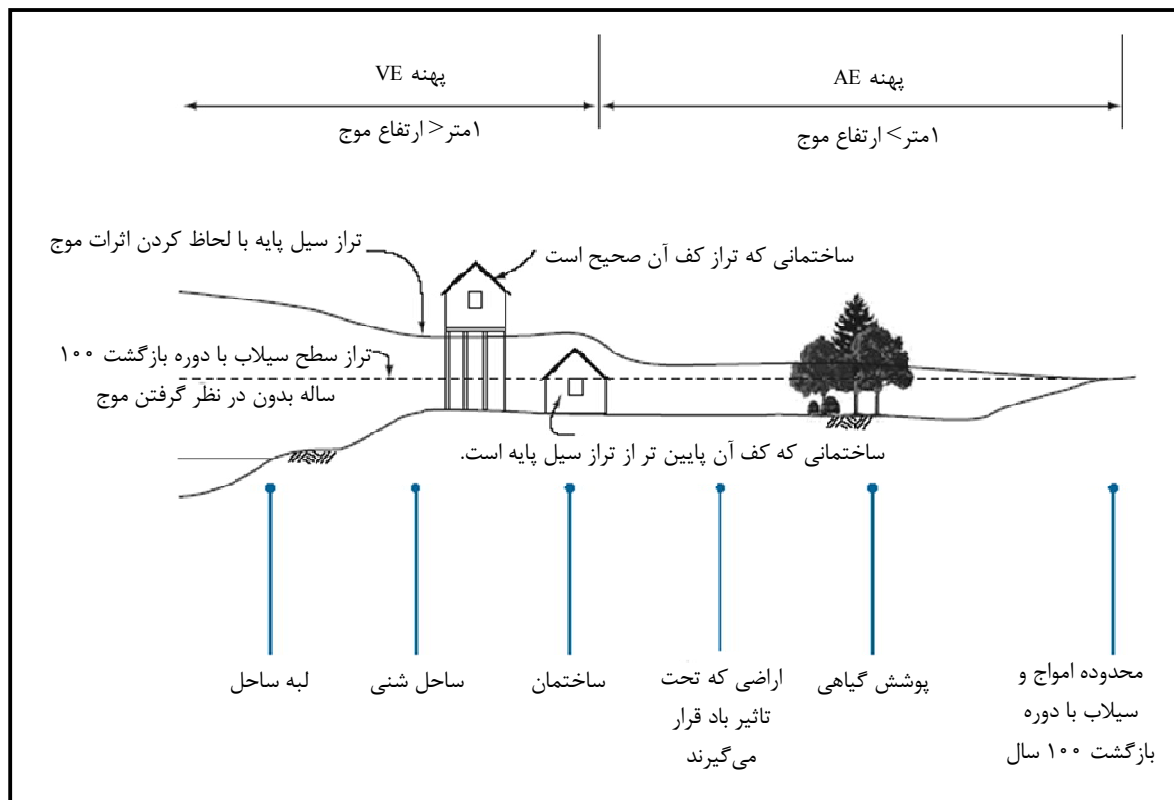 پهنه VE
پهنه AE
۱متر< ارتفاع موج
۱متر> ارتفاع موج
تراز سیل پایه با لحاظ کردن اثرات موج
ساختمانی که تراز کف آن صحیح است
تراز سطح سیلاب با دوره بازگشت ۱۰۰
ساله بدون در نظر گرفتن موج
ساختمانی که کف آن پایین تر از تراز سیل پایه است.
لبه ساحل
ساحل شنی
ساختمان
اراضی که تحت
تاثیر باد قرار
می‌گیرند
پوشش گیاهی
محدوده امواج و
سیلاب با دوره
بازگشت ۱۰۰ سال